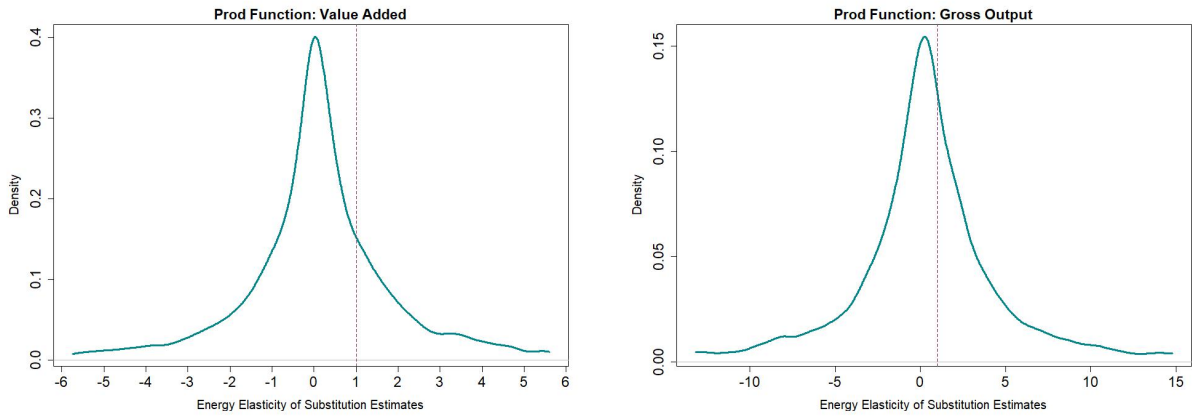 Prod Function: Value Added
Density
0.0
0.1
0.2
0.3
0.4
-6 -5 -4 -3 -2 -1 0 1 2 3 4 5 6
Energy Elasticity of Substitution Estimates
Prod Function: Gross Output
Density
0.00
0.05
0.10
0.15
-10 -5 0 5 10 15
Energy Elasticity of Substitution Estimates